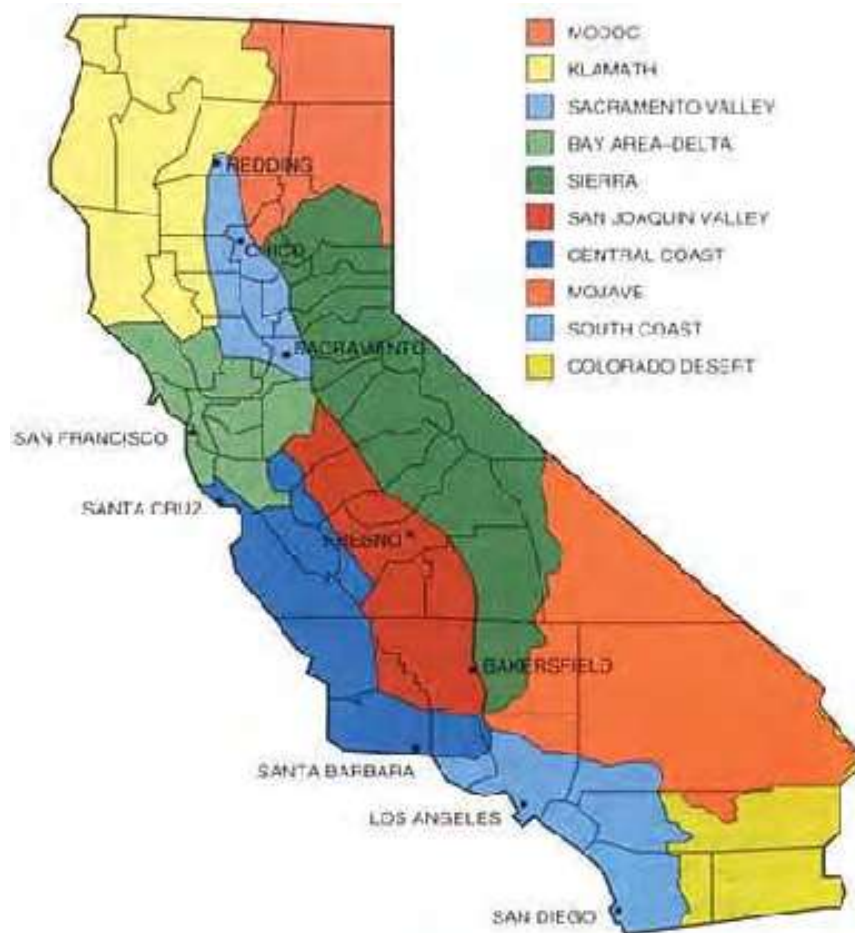 MODOC
KLAMATH
SACRAMENTO VALLEY
BAY AREA-DELTA
SIERRA
SAN JOAQUIN VALLEY
CENTRAL COAST
MOJAVE
SOUTH COAST
COLORADO DESERT
REDDING
CHICO
SACRAMENTO
SAN FRANCISCO
SANTA CRUZ
FRESNO
BAKERSFIELD
SANTA BARBARA
LOS ANGELES
SAN DIEGO